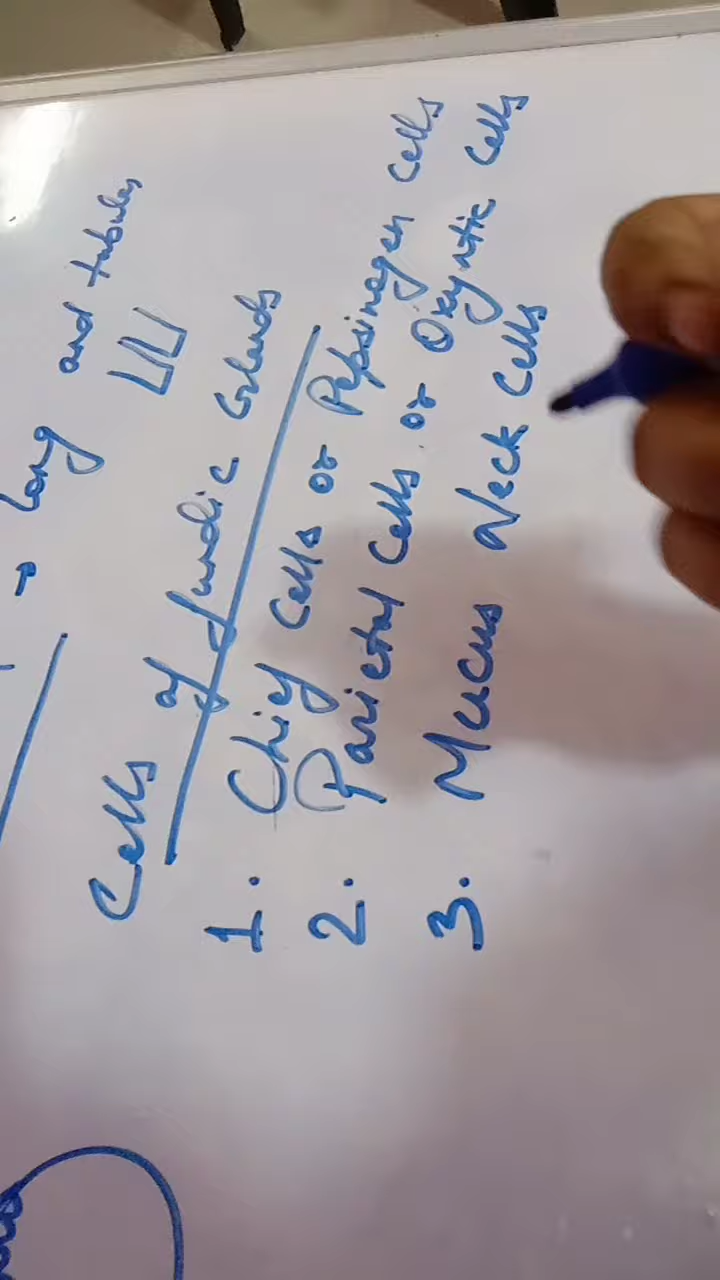 → Long and tubules
Cells of fundic Glands
1. Chief Cells or Pepsinogen Cells
2. Parietal Cells or Oxyntic Cells
3. Mucus Neck Cells